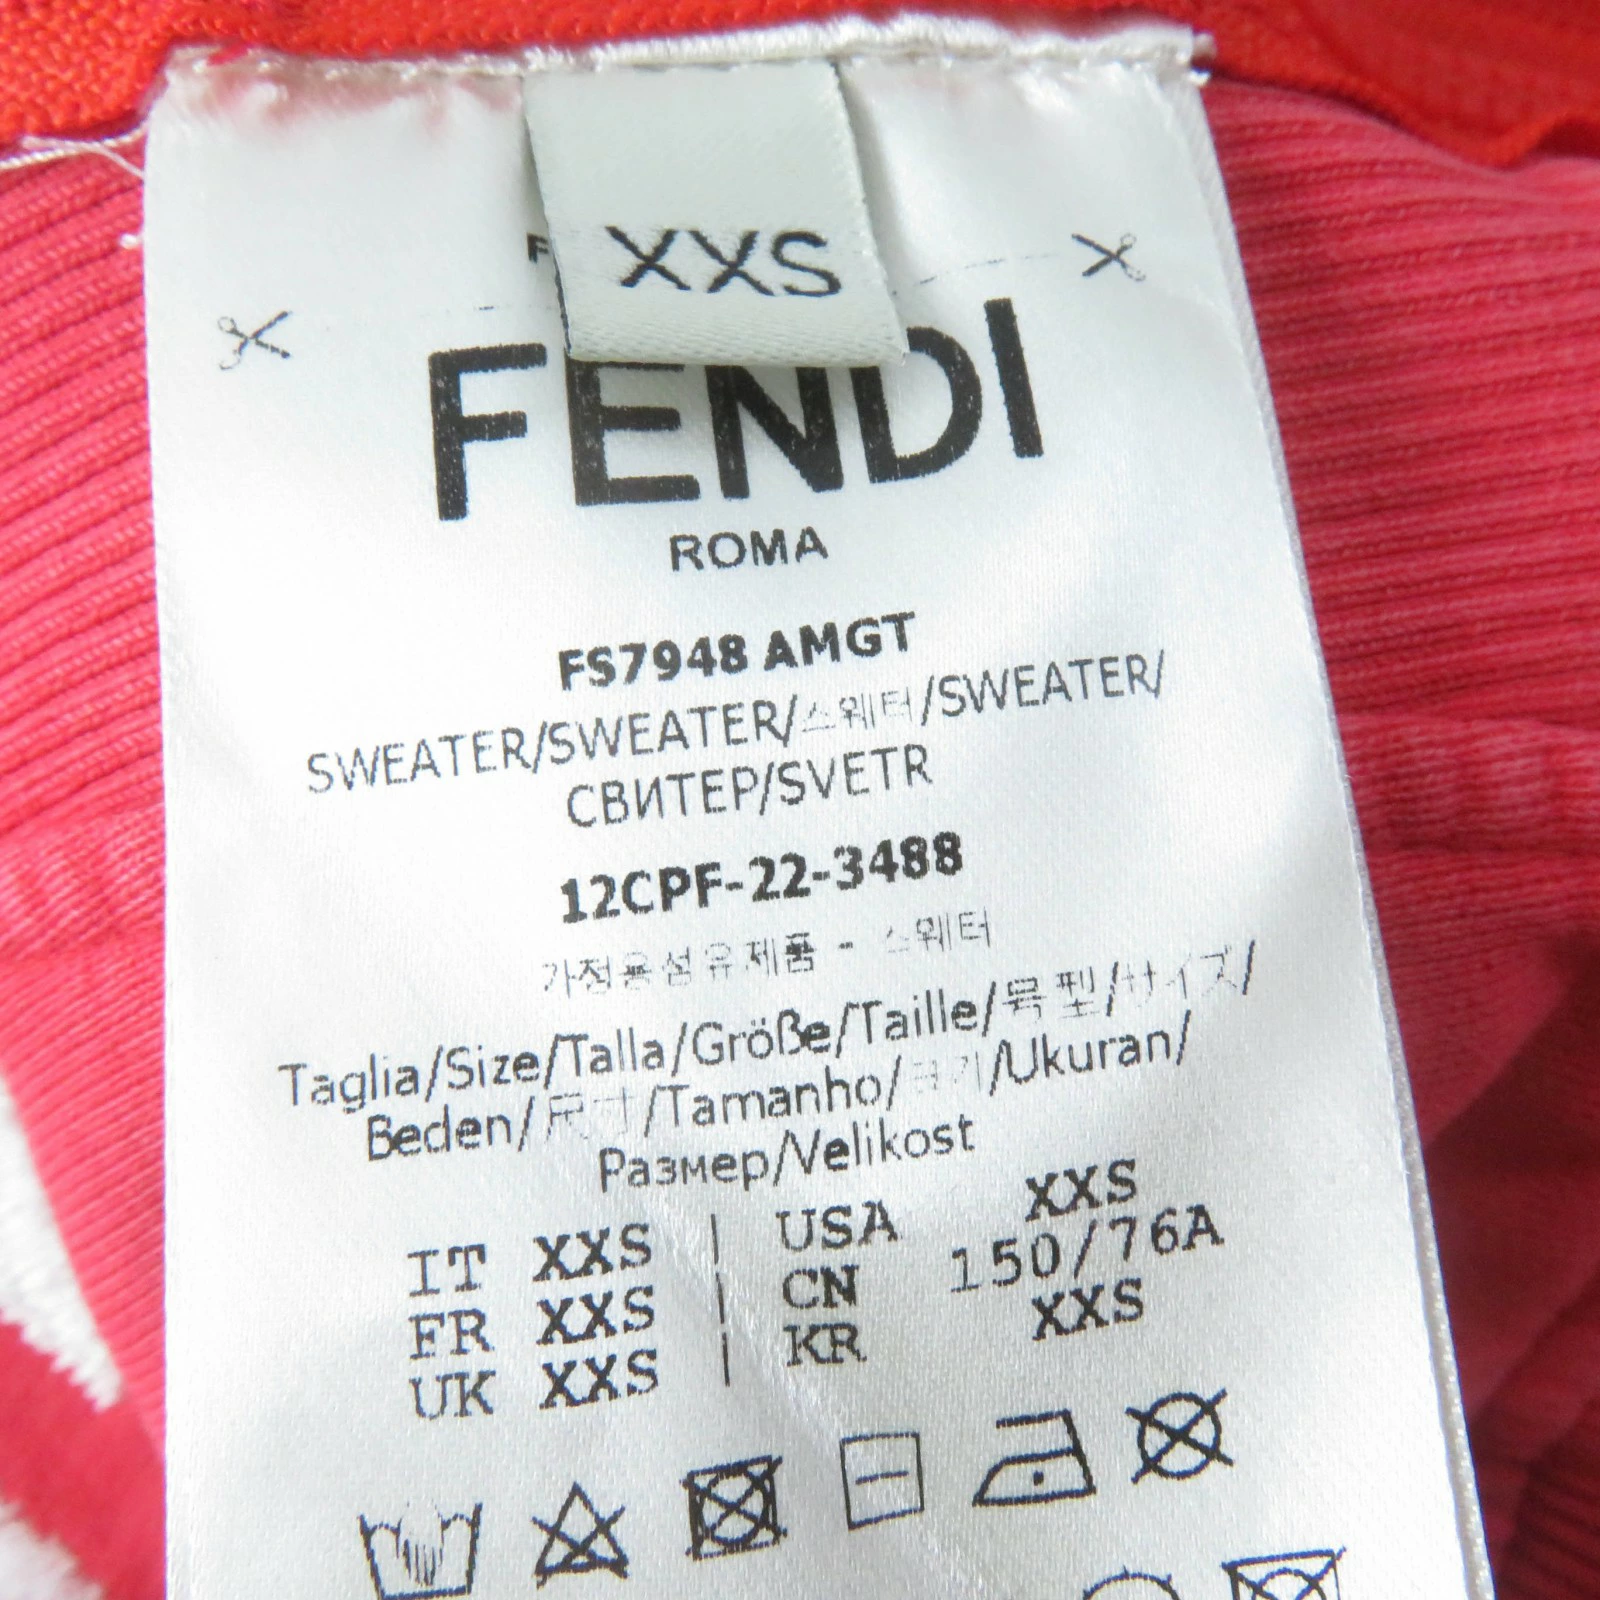 XXS
FENDI
ROMA
FS7948 AMGT
SWEATER/SWEATER/스웨터/SWEATER/
СВИТЕР/SVETR
12CPF-22-3488
가정용섬유제품 - 스웨터
Taglia/Size/Talla/Größe/Taille/号型/サイズ/
Beden/尺寸/Tamanho/크기/Ukuran/
Размер/Velikost
IT XXS | USA XXS
FR XXS | CN 150/76A
UK XXS | KR XXS